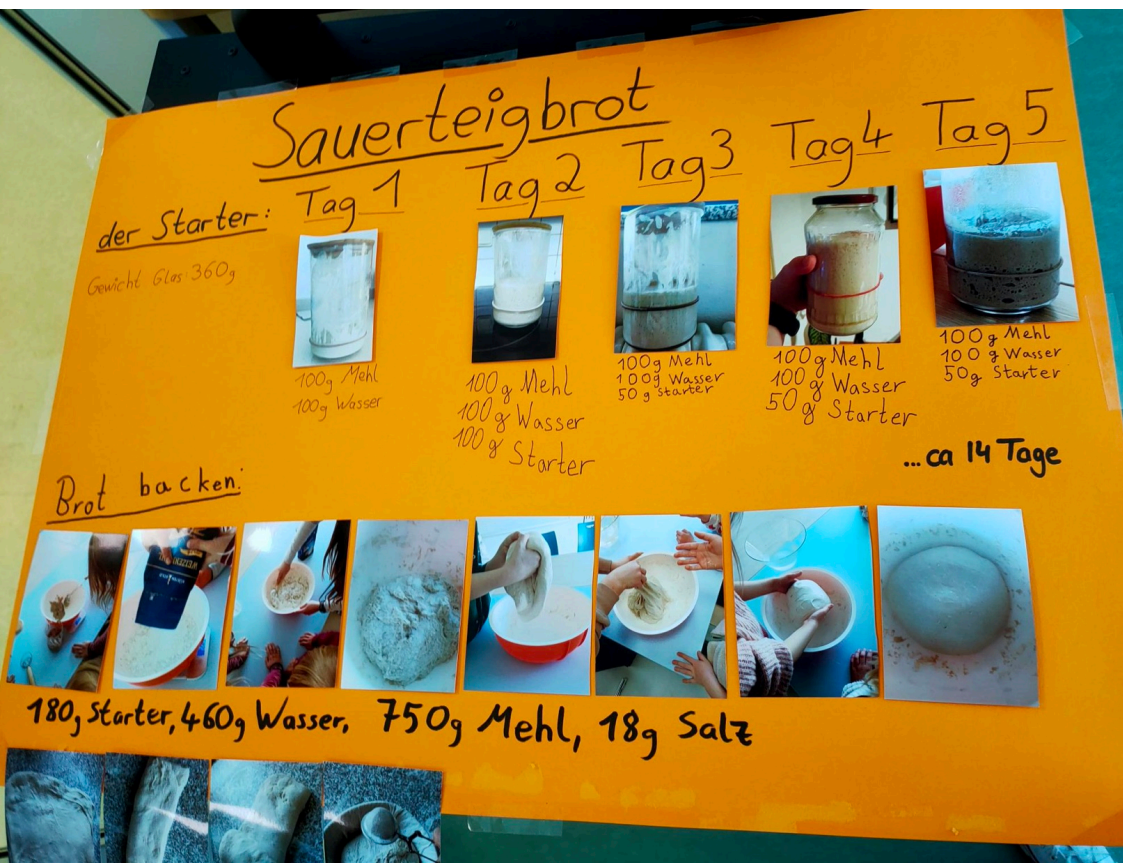 Sauerteigbrot
der Starter:
Gewicht Glas: 360g
Tag 1
100g Mehl
100g Wasser
Tag 2
100g Mehl
100g Wasser
100g Starter
Tag 3
100g Mehl
100g Wasser
50g Starter
Tag 4
100g Mehl
100g Wasser
50g Starter
Tag 5
100g Mehl
100g Wasser
50g Starter
...ca 14 Tage
Brot backen:
180g Starter, 460g Wasser, 750g Mehl, 18g Salz